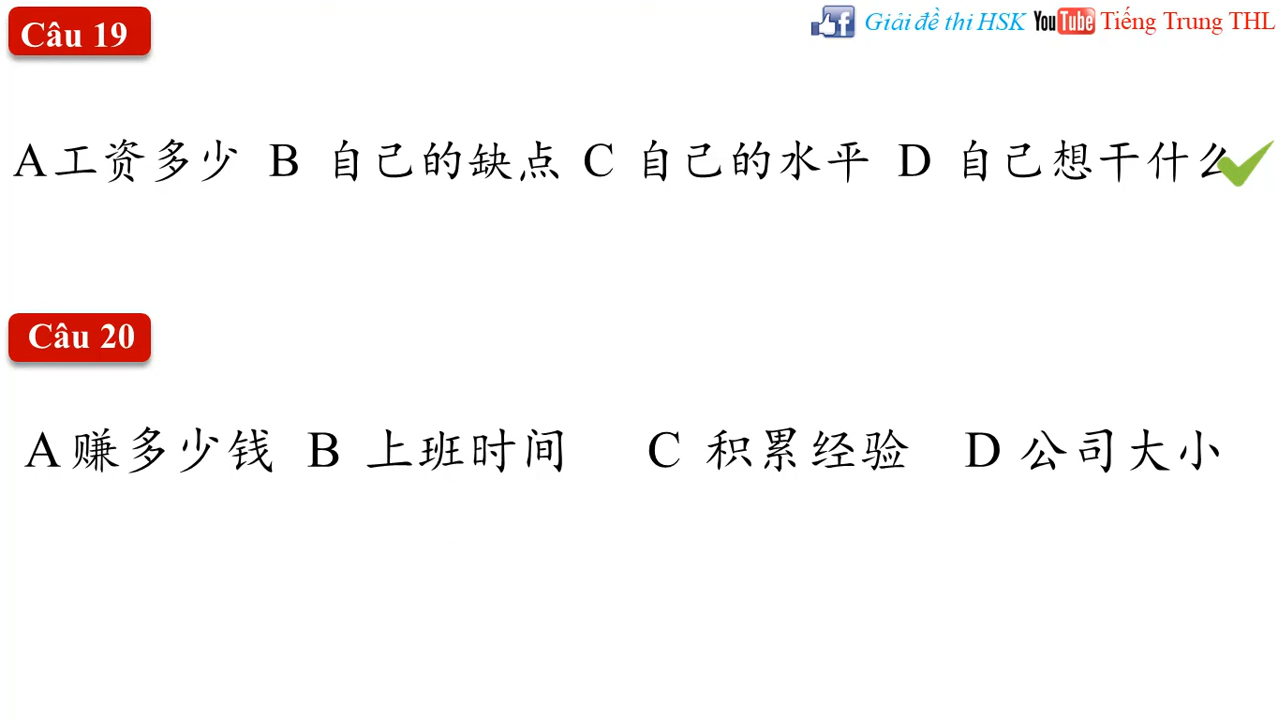 Câu 19
Giải đề thi HSK YouTube Tiếng Trung THL
A 工资多少 B 自己的缺点 C 自己的水平 D 自己想干什么
Câu 20
A 赚多少钱 B 上班时间 C 积累经验 D 公司大小